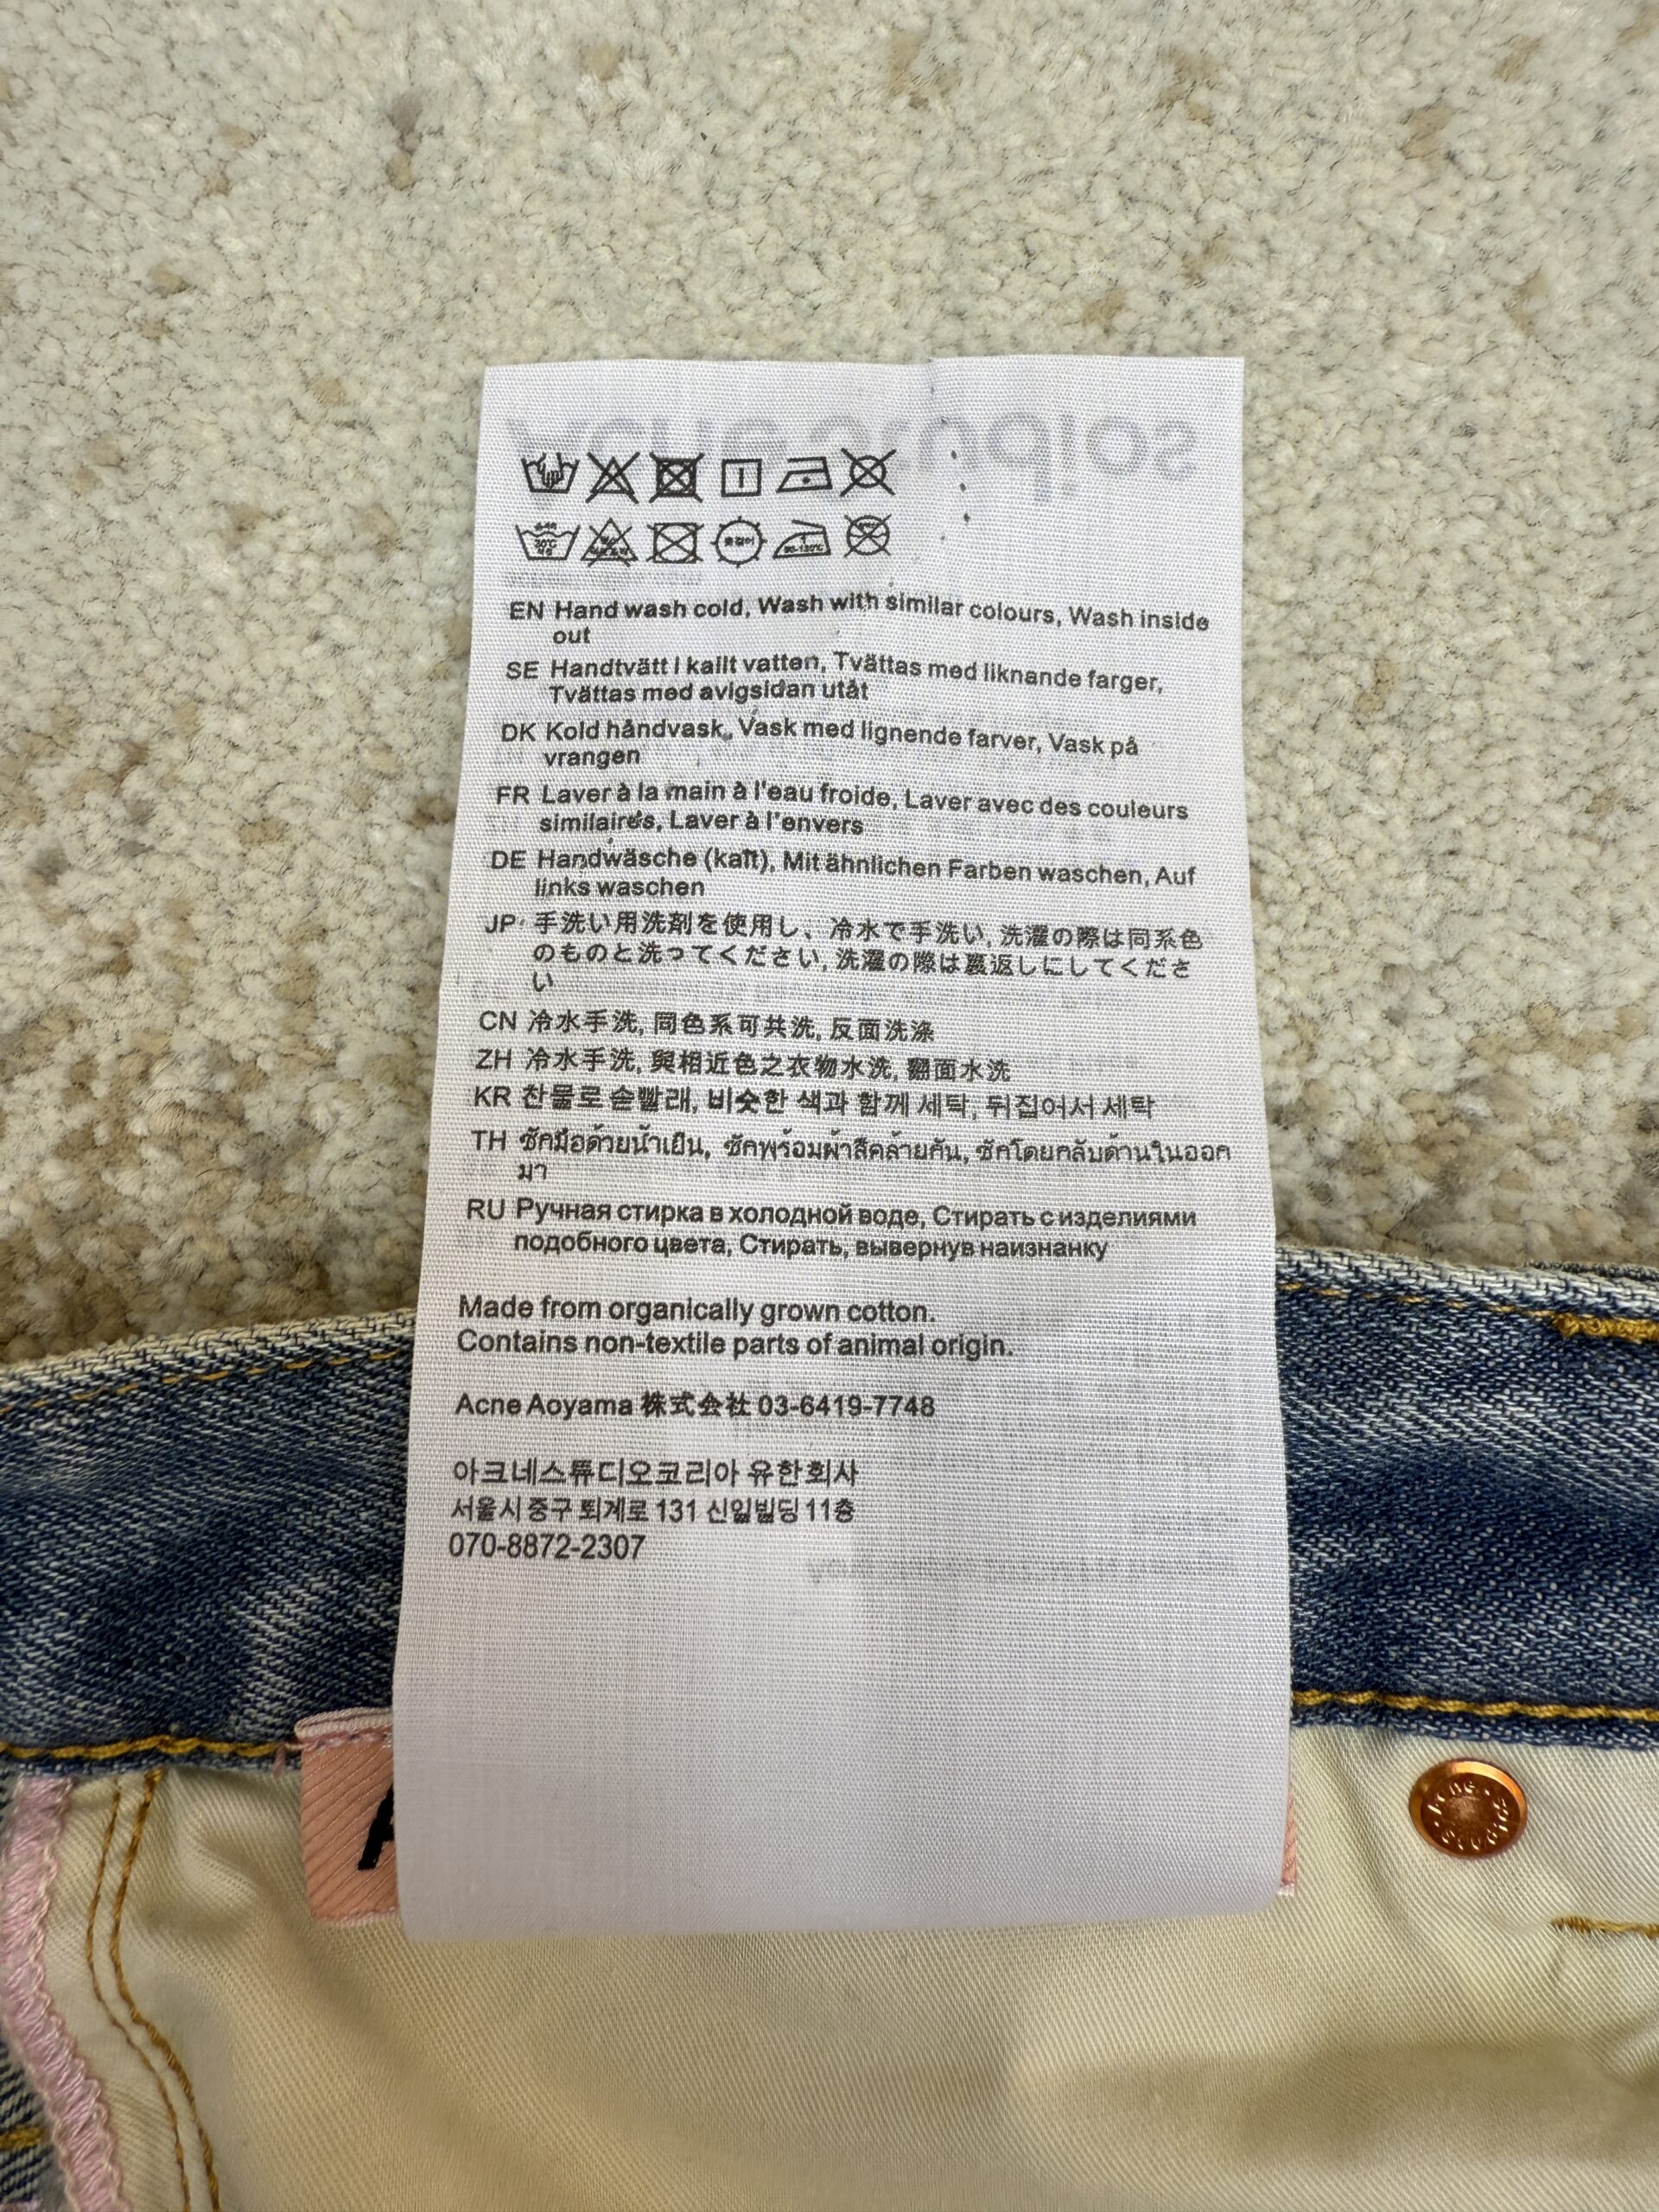 EN Hand wash cold, Wash with similar colours, Wash inside
out
SE Handtvätt i kallt vatten, Tvättas med liknande farger,
Tvättas med avigsidan utåt
DK Kold håndvask, Vask med lignende farver, Vask på
vrangen
FR Laver à la main à l'eau froide, Laver avec des couleurs
similaires, Laver à l'envers
DE Handwäsche (kalt), Mit ähnlichen Farben waschen, Auf
links waschen
JP 手洗い用洗剤を使用し、冷水で手洗い, 洗濯の際は同系色
のものと洗ってください, 洗濯の際は裏返しにしてくださ
い
CN 冷水手洗, 同色系可共洗, 反面洗涤
ZH 冷水手洗, 與相近色之衣物水洗, 翻面水洗
KR 찬물로 손빨래, 비슷한 색과 함께 세탁, 뒤집어서 세탁
TH ซักมือด้วยน้ำเย็น, ซักพร้อมผ้าสีคล้ายกัน, ซักโดยกลับด้านในออก
มา
RU Ручная стирка в холодной воде, Стирать с изделиями
подобного цвета, Стирать, вывернув наизнанку
Made from organically grown cotton.
Contains non-textile parts of animal origin.
Acne Aoyama 株式会社 03-6419-7748
아크네스튜디오코리아 유한회사
서울시 중구 퇴계로 131 신일빌딩 11층
070-8872-2307
A